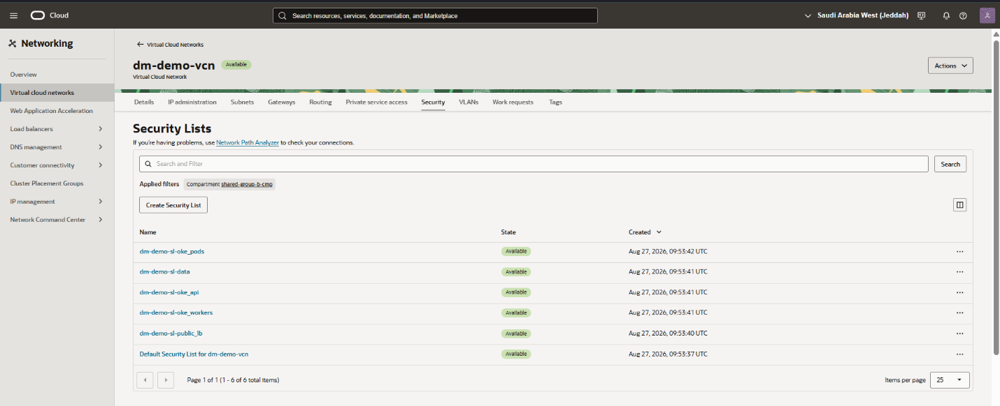 Cloud
Search resources, services, documentation, and Marketplace
Saudi Arabia West (Jeddah)
Networking
Overview
Virtual cloud networks
Web Application Acceleration
Load balancers
DNS management
Customer connectivity
Cluster Placement Groups
IP management
Network Command Center
Virtual Cloud Networks
dm-demo-vcn Available
Virtual Cloud Network
Actions
Details IP administration Subnets Gateways Routing Private service access Security VLANs Work requests Tags
Security Lists
If you're having problems, use Network Path Analyzer to check your connections.
Search and Filter Search
Applied filters Compartment shared-group-b-cmp
Create Security List
Name State Created
dm-demo-sl-oke_pods Available Aug 27, 2026, 09:53:42 UTC
dm-demo-sl-data Available Aug 27, 2026, 09:53:41 UTC
dm-demo-sl-oke_api Available Aug 27, 2026, 09:53:41 UTC
dm-demo-sl-oke_workers Available Aug 27, 2026, 09:53:41 UTC
dm-demo-sl-public_lb Available Aug 27, 2026, 09:53:40 UTC
Default Security List for dm-demo-vcn Available Aug 27, 2026, 09:53:37 UTC
Page 1 of 1 (1 - 6 of 6 total items) Items per page 25